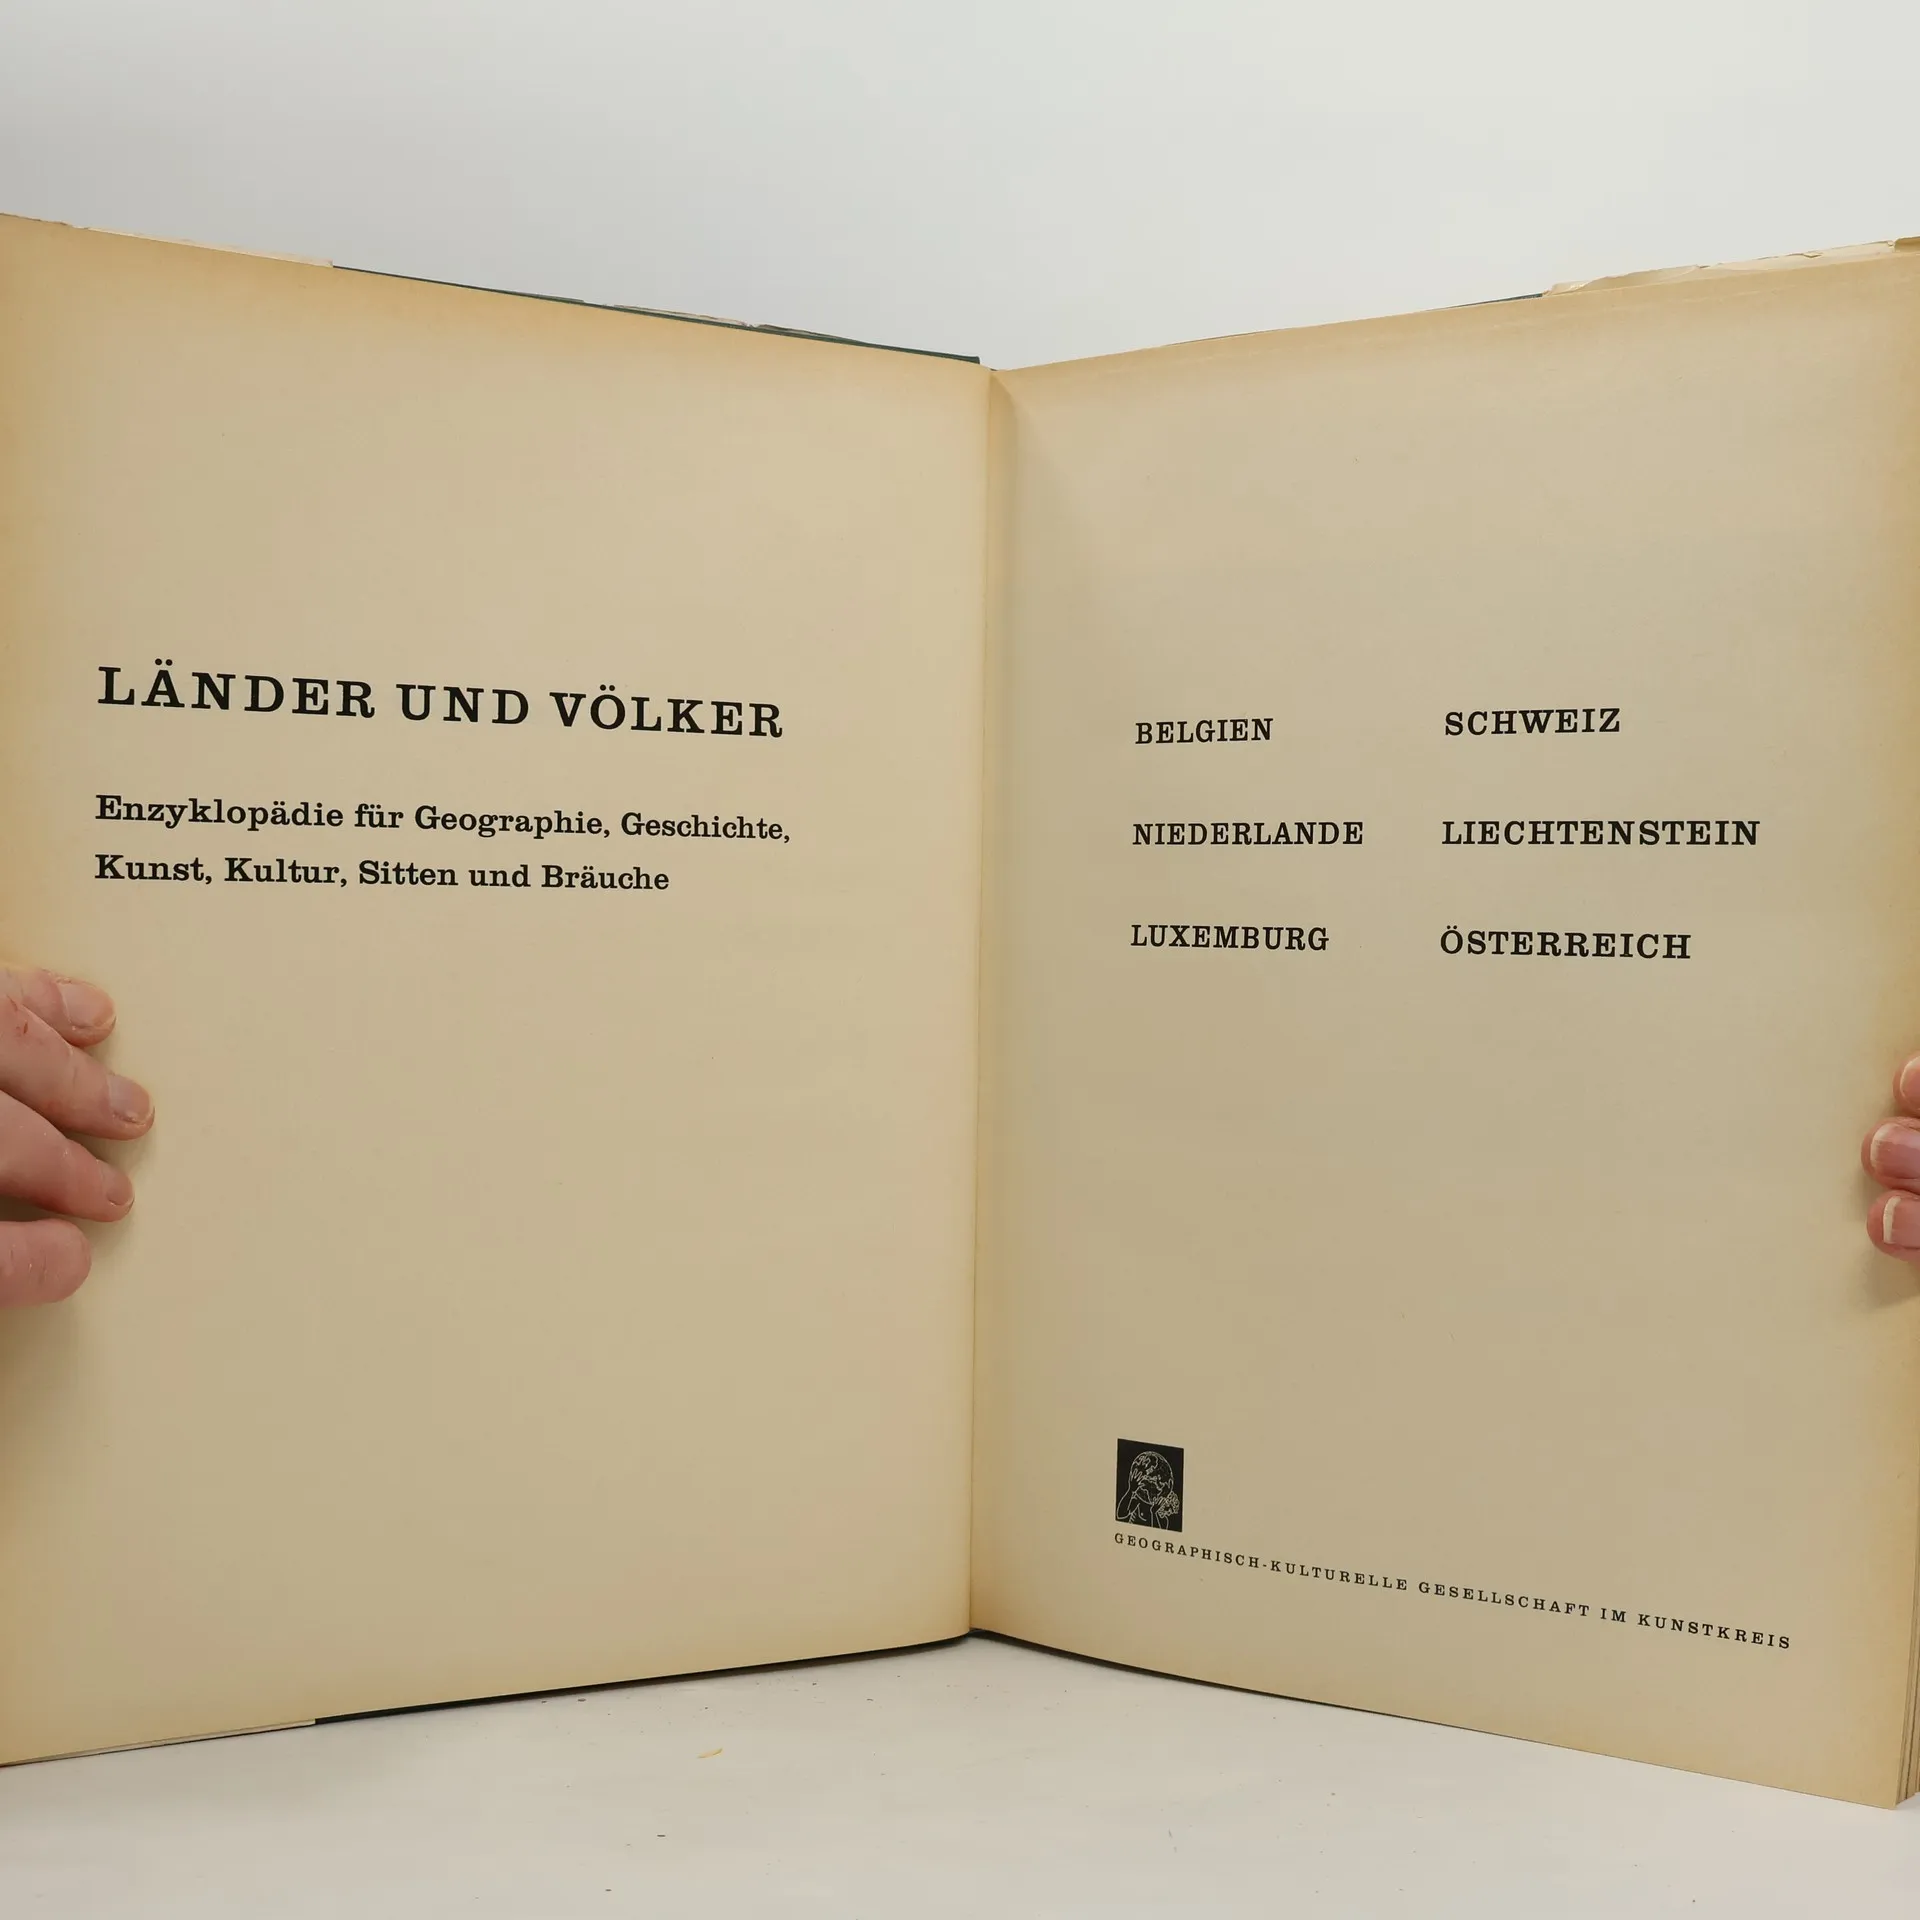 LÄNDER UND VÖLKER
Enzyklopädie für Geographie, Geschichte,
Kunst, Kultur, Sitten und Bräuche
BELGIEN
NIEDERLANDE
LUXEMBURG
SCHWEIZ
LIECHTENSTEIN
ÖSTERREICH
GEOGRAPHISCH-KULTURELLE GESELLSCHAFT IM KUNSTKREIS